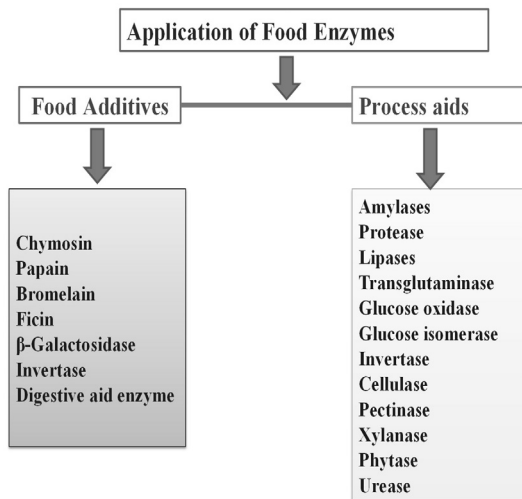 Application of Food Enzymes
Food Additives
Process aids
Chymosin
Papain
Bromelain
Ficin
β-Galactosidase
Invertase
Digestive aid enzyme
Amylases
Protease
Lipases
Transglutaminase
Glucose oxidase
Glucose isomerase
Invertase
Cellulase
Pectinase
Xylanase
Phytase
Urease